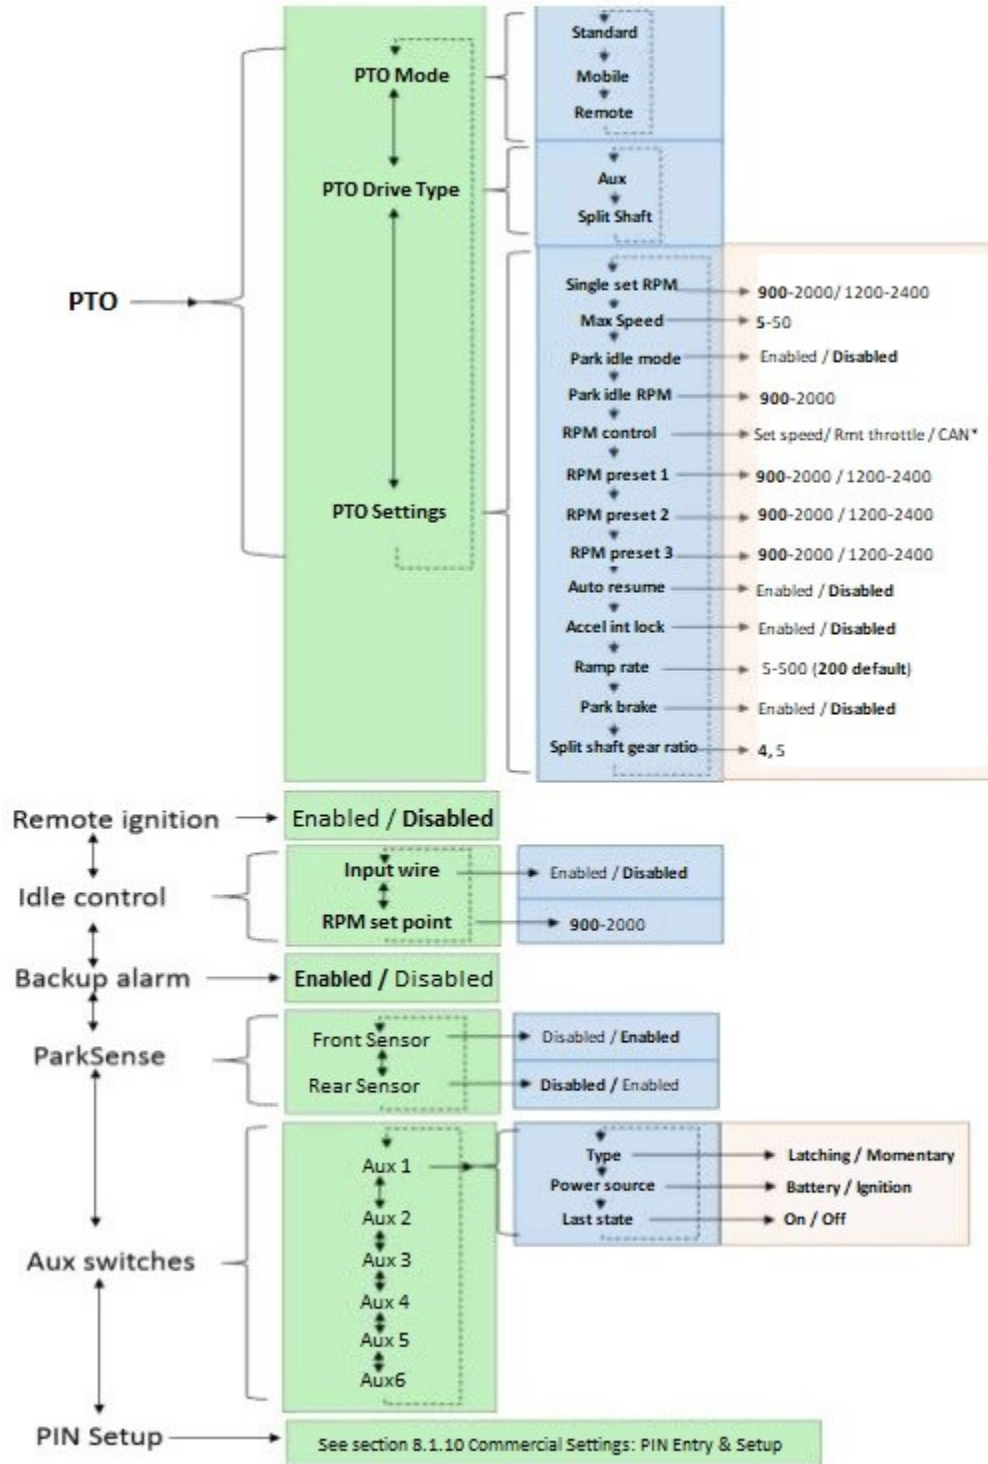 PTO
PTO Mode
Standard
Mobile
Remote
PTO Drive Type
Aux
Split Shaft
PTO Settings
Single set RPM 900-2000/ 1200-2400
Max Speed 5-50
Park idle mode Enabled / Disabled
Park idle RPM 900-2000
RPM control Set speed/ Rmt throttle / CAN*
RPM preset 1 900-2000 / 1200-2400
RPM preset 2 900-2000 / 1200-2400
RPM preset 3 900-2000 / 1200-2400
Auto resume Enabled / Disabled
Accel int lock Enabled / Disabled
Ramp rate 5-500 (200 default)
Park brake Enabled / Disabled
Split shaft gear ratio 4, 5
Remote ignition Enabled / Disabled
Idle control
Input wire Enabled / Disabled
RPM set point 900-2000
Backup alarm Enabled / Disabled
ParkSense
Front Sensor Disabled / Enabled
Rear Sensor Disabled / Enabled
Aux switches
Aux 1
Type Latching / Momentary
Power source Battery / Ignition
Last state On / Off
Aux 2
Aux 3
Aux 4
Aux 5
Aux6
PIN Setup See section 8.1.10 Commercial Settings: PIN Entry & Setup